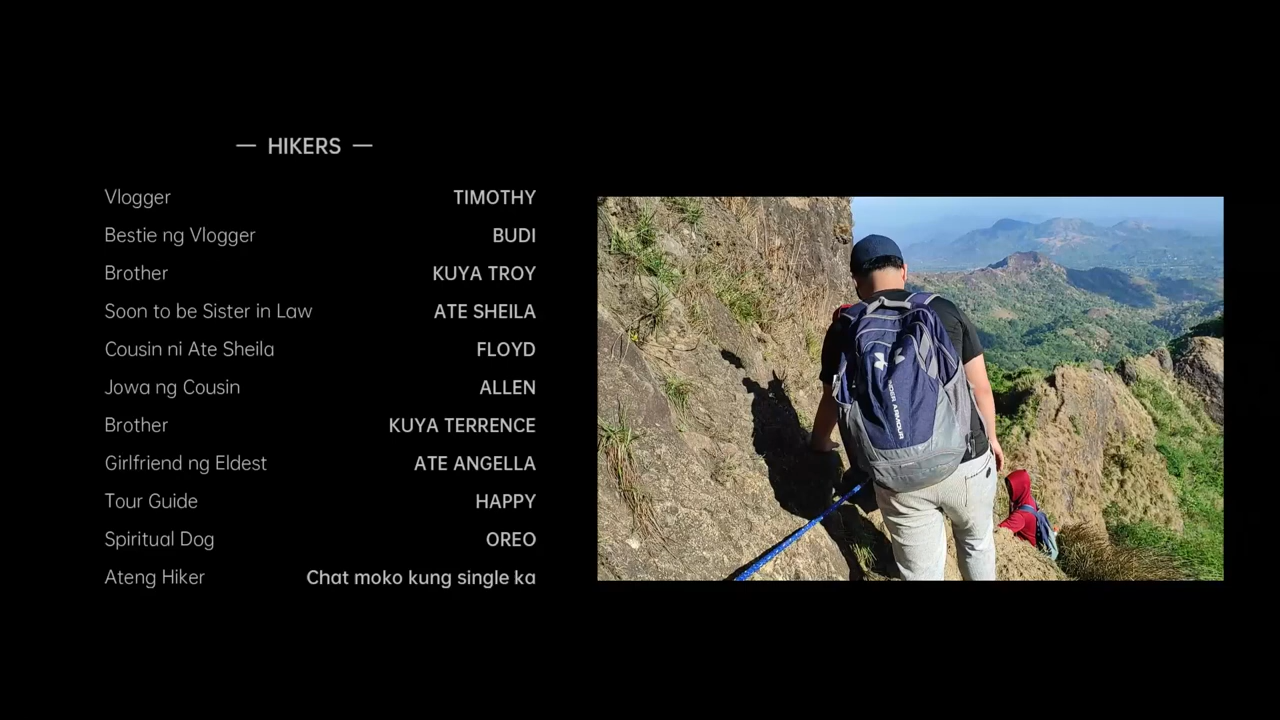 — HIKERS —
Vlogger TIMOTHY
Bestie ng Vlogger BUDI
Brother KUYA TROY
Soon to be Sister in Law ATE SHEILA
Cousin ni Ate Sheila FLOYD
Jowa ng Cousin ALLEN
Brother KUYA TERRENCE
Girlfriend ng Eldest ATE ANGELLA
Tour Guide HAPPY
Spiritual Dog OREO
Ateng Hiker Chat moko kung single ka
UNDER ARMOUR